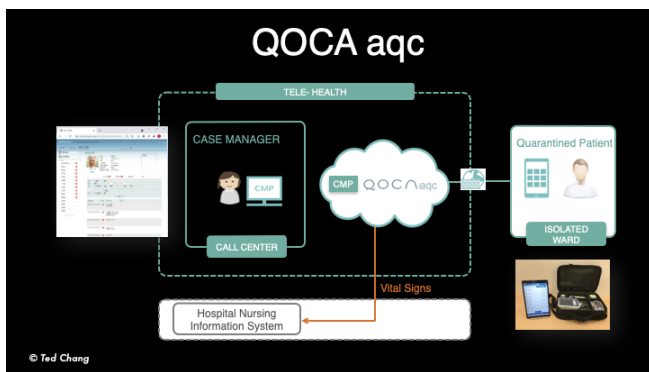 QOCA aqc
TELE- HEALTH
CASE MANAGER
CMP
CALL CENTER
CMP QOCA aqc
Quarantined Patient
ISOLATED
WARD
Vital Signs
Hospital Nursing
Information System
© Ted Chang